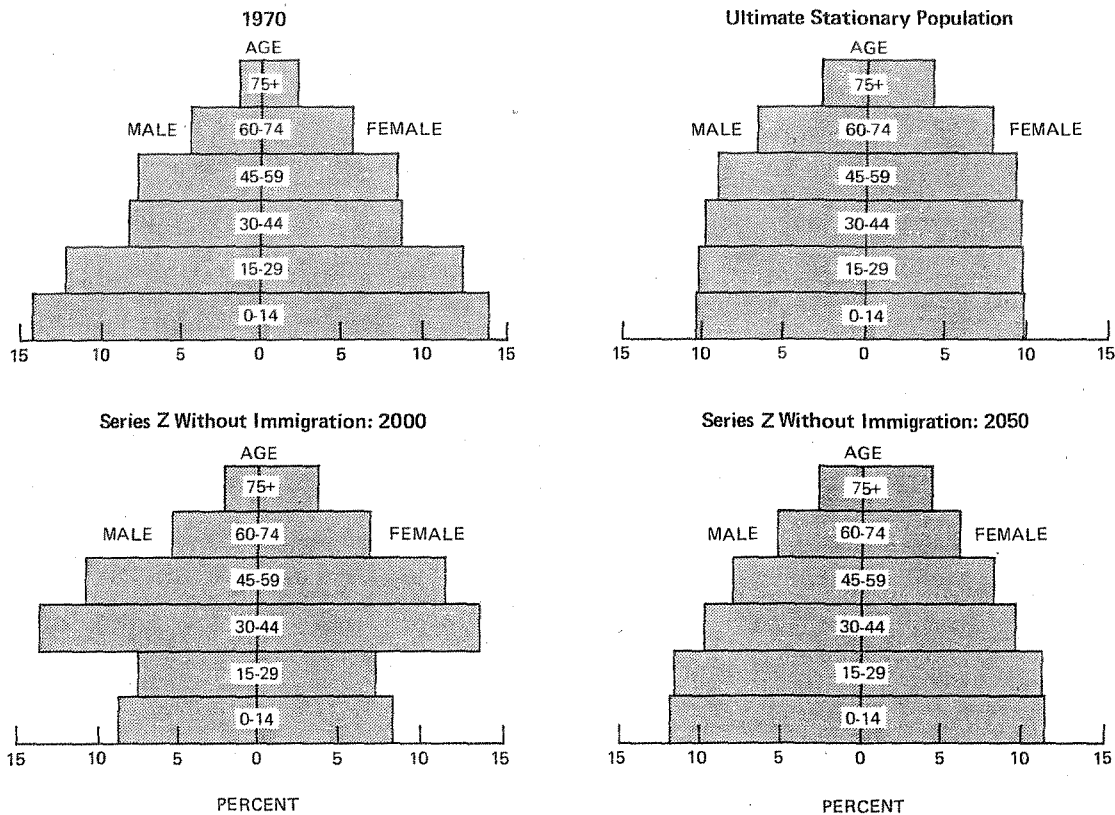 1970
AGE
75+
MALE 60-74 FEMALE
45-59
30-44
15-29
0-14
15 10 5 0 5 10 15
Ultimate Stationary Population
AGE
75+
MALE 60-74 FEMALE
45-59
30-44
15-29
0-14
15 10 5 0 5 10 15
Series Z Without Immigration: 2000
AGE
75+
MALE 60-74 FEMALE
45-59
30-44
15-29
0-14
15 10 5 0 5 10 15
PERCENT
Series Z Without Immigration: 2050
AGE
75+
MALE 60-74 FEMALE
45-59
30-44
15-29
0-14
15 10 5 0 5 10 15
PERCENT